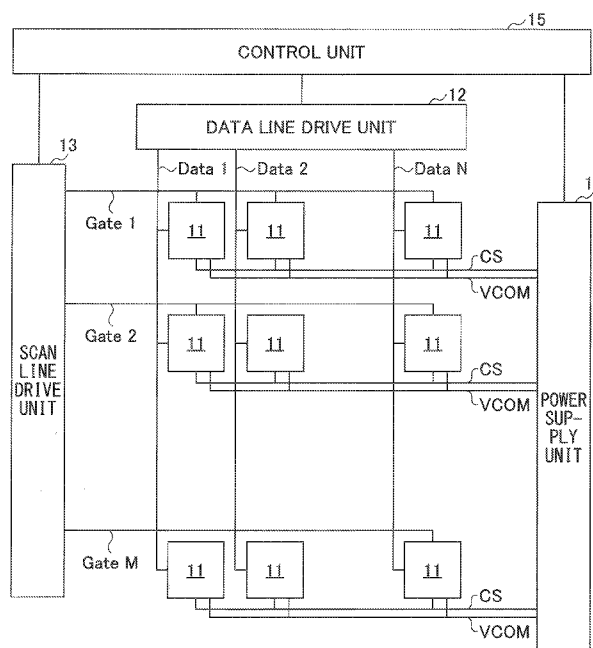 15
CONTROL UNIT
12
DATA LINE DRIVE UNIT
13
Data 1
Data 2
Data N
1
Gate 1
11
11
11
CS
VCOM
Gate 2
11
11
11
CS
VCOM
SCAN
LINE
DRIVE
UNIT
POWER
SUP-
PLY
UNIT
Gate M
11
11
11
CS
VCOM